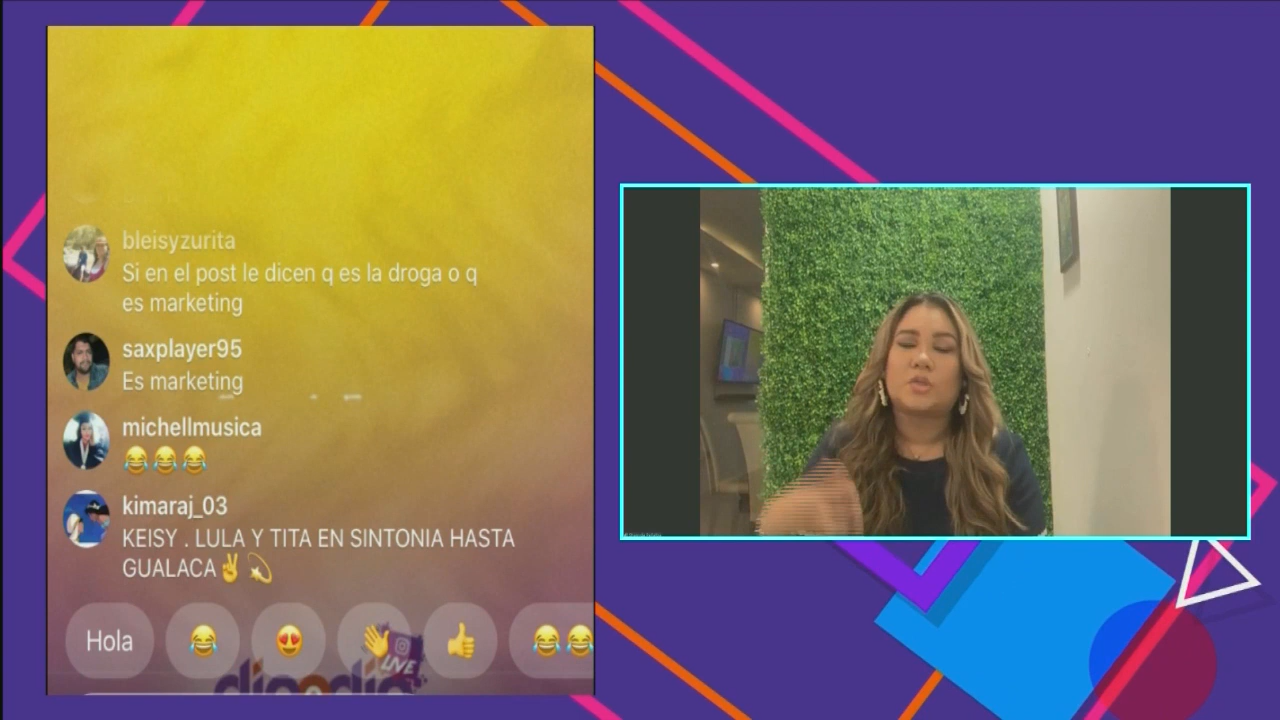 bleisyzurita
Si en el post le dicen q es la droga o q
es marketing
saxplayer95
Es marketing
michellmusica
😂😂😂
kimaraj_03
KEISY . LULA Y TITA EN SINTONIA HASTA
GUALACA✌️💫
Hola 😂 😍 👋 👍 😂😂
LIVE